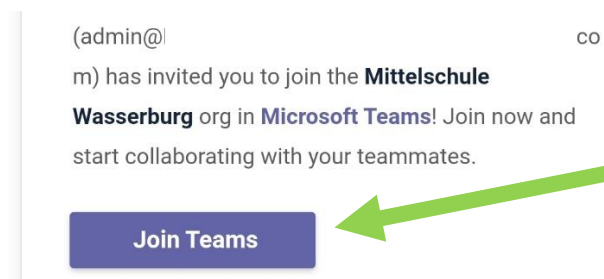 (admin@ co
m) has invited you to join the Mittelschule
Wasserburg org in Microsoft Teams! Join now and
start collaborating with your teammates.
Join Teams